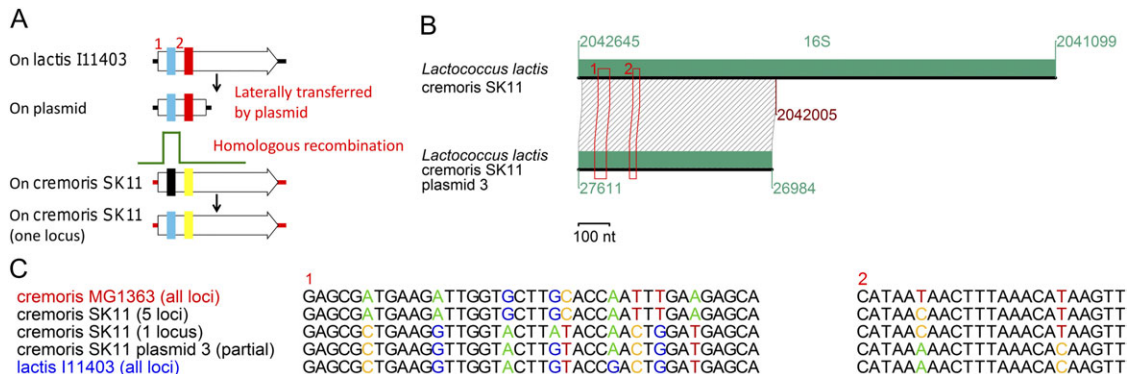 A
1 2
On lactis I11403
Laterally transferred
by plasmid
On plasmid
Homologous recombination
On cremoris SK11
On cremoris SK11
(one locus)
B
2042645 16S 2041099
Lactococcus lactis
cremoris SK11
1 2
2042005
Lactococcus lactis
cremoris SK11
plasmid 3
27611 26984
100 nt
C
1 2
cremoris MG1363 (all loci) GAGCGATGAAGATTGGTGCTTGCACCAATTTGAAGAGCA CATAATAACTTTAAACATAAGTT
cremoris SK11 (5 loci) GAGCGATGAAGATTGGTGCTTGCACCAATTTGAAGAGCA CATAACAACTTTAAACATAAGTT
cremoris SK11 (1 locus) GAGCGCTGAAGGTTGGTACTTATACCAACTGGATGAGCA CATAACAACTTTAAACATAAGTT
cremoris SK11 plasmid 3 (partial) GAGCGCTGAAGGTTGGTACTTGTACCAACTGGATGAGCA CATAAAAACTTTAAACACAAGTT
lactis I11403 (all loci) GAGCGCTGAAGGTTGGTACTTGTACCGACTGGATGAGCA CATAAAAACTTTAAACACAAGTT